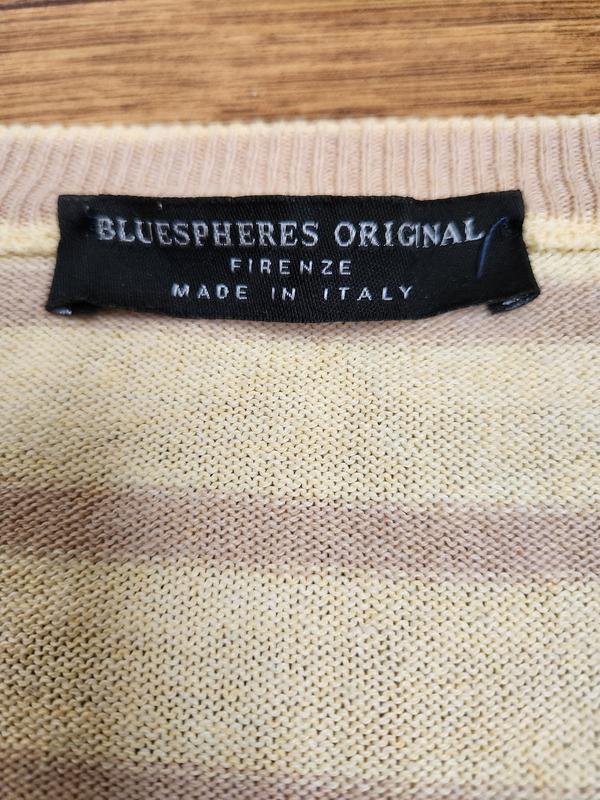 BLUESPHERES ORIGINAL
FIRENZE
MADE IN ITALY